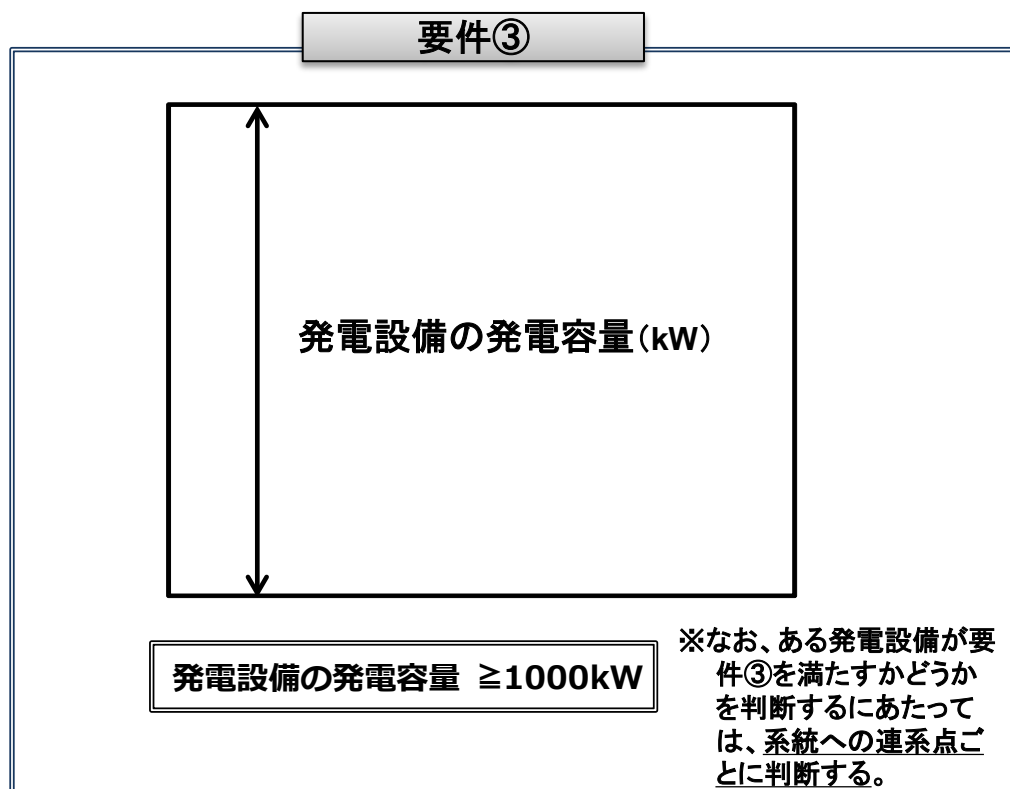 要件③
発電設備の発電容量（kW）
発電設備の発電容量 ≧1000kW
※なお、ある発電設備が要
件③を満たすかどうか
を判断するにあたって
は、系統への連系点ご
とに判断する。